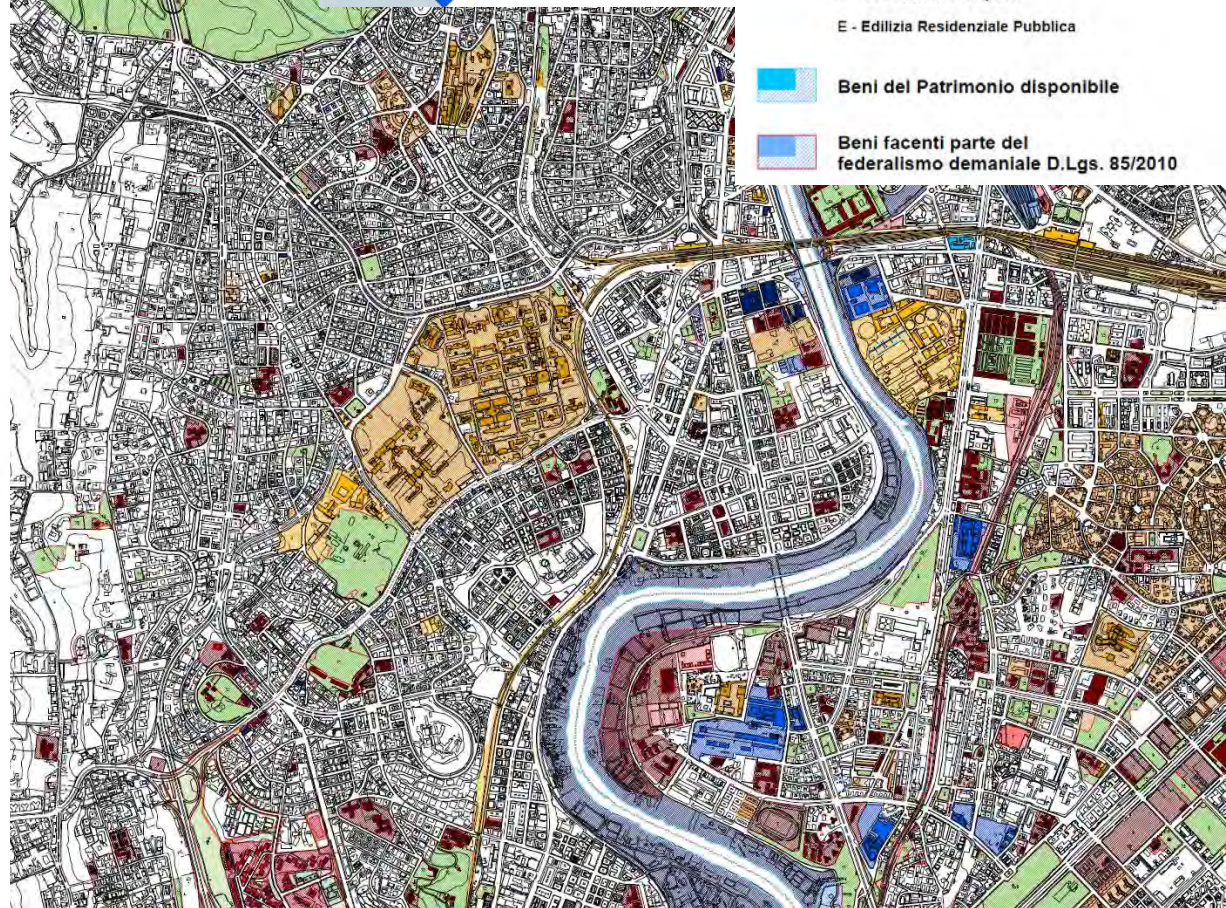 E - Edilizia Residenziale Pubblica
Beni del Patrimonio disponibile
Beni facenti parte del
federalismo demaniale D.Lgs. 85/2010